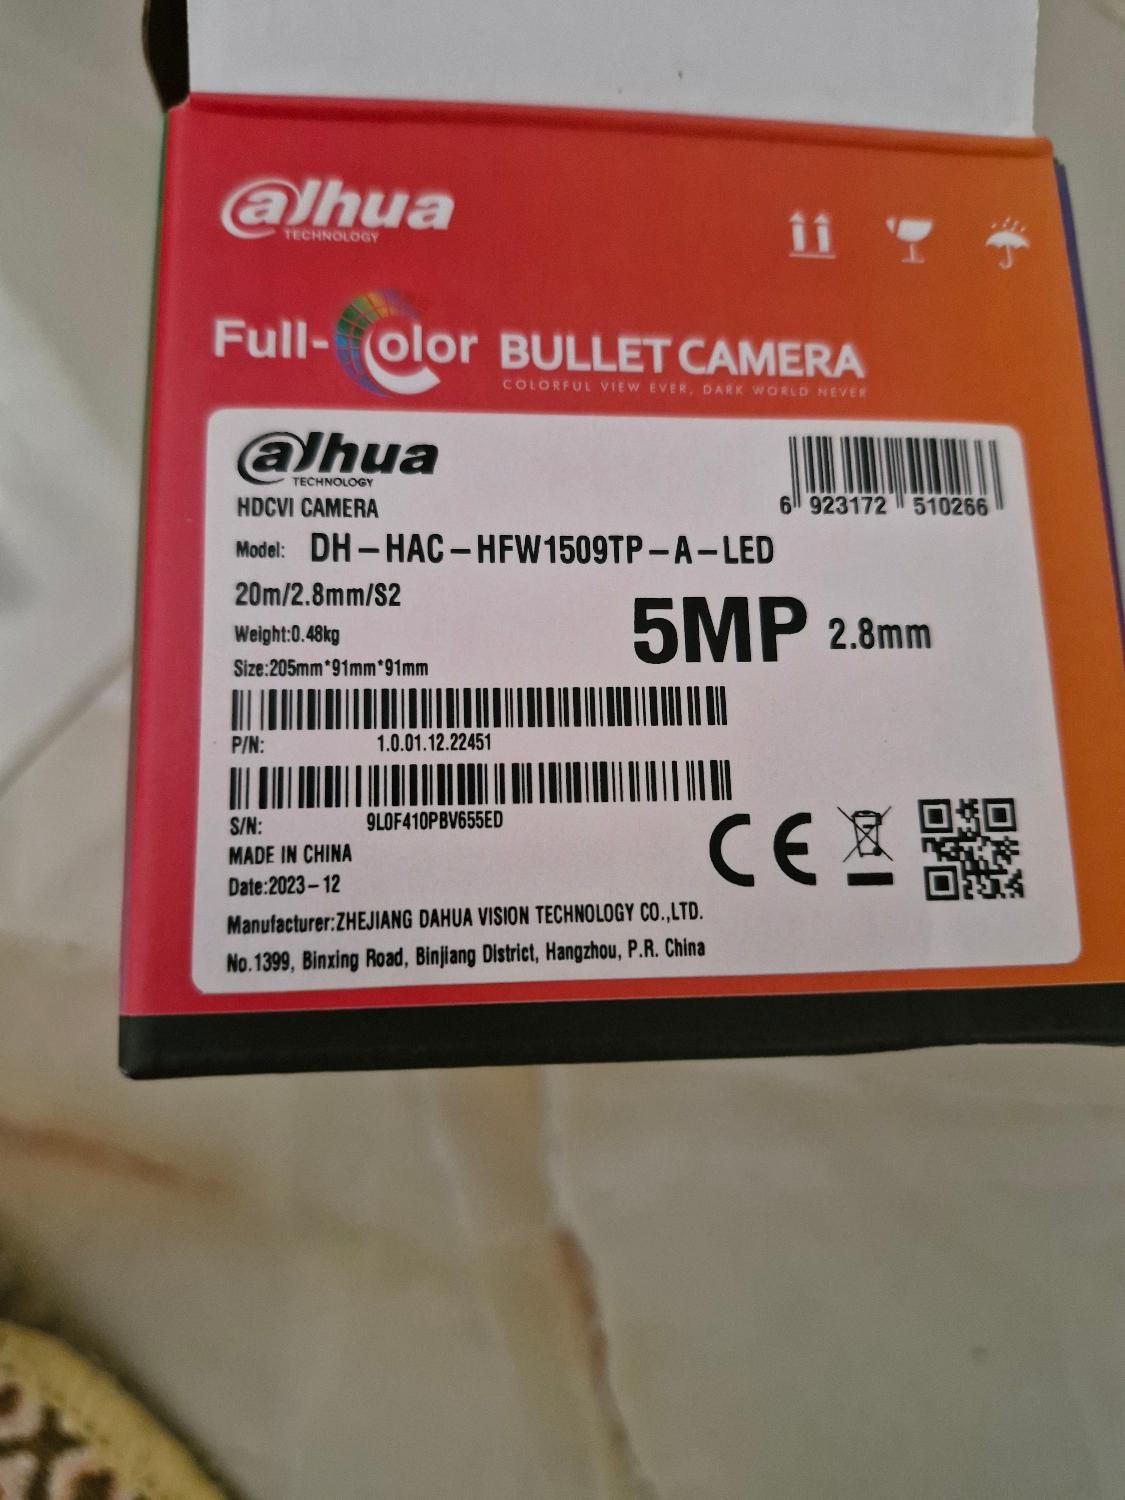 alhua
TECHNOLOGY
Full-Color BULLET CAMERA
COLORFUL VIEW EVER, DARK WORLD NEVER
alhua
TECHNOLOGY
HDCVI CAMERA
6 923172 510266
Model: DH-HAC-HFW1509TP-A-LED
20m/2.8mm/S2
5MP 2.8mm
Weight:0.48kg
Size:205mm*91mm*91mm
P/N: 1.0.01.12.22451
S/N: 9L0F410PBV655ED
MADE IN CHINA
CE
Date:2023-12
Manufacturer:ZHEJIANG DAHUA VISION TECHNOLOGY CO.,LTD.
No.1399, Binxing Road, Binjiang District, Hangzhou, P.R. China